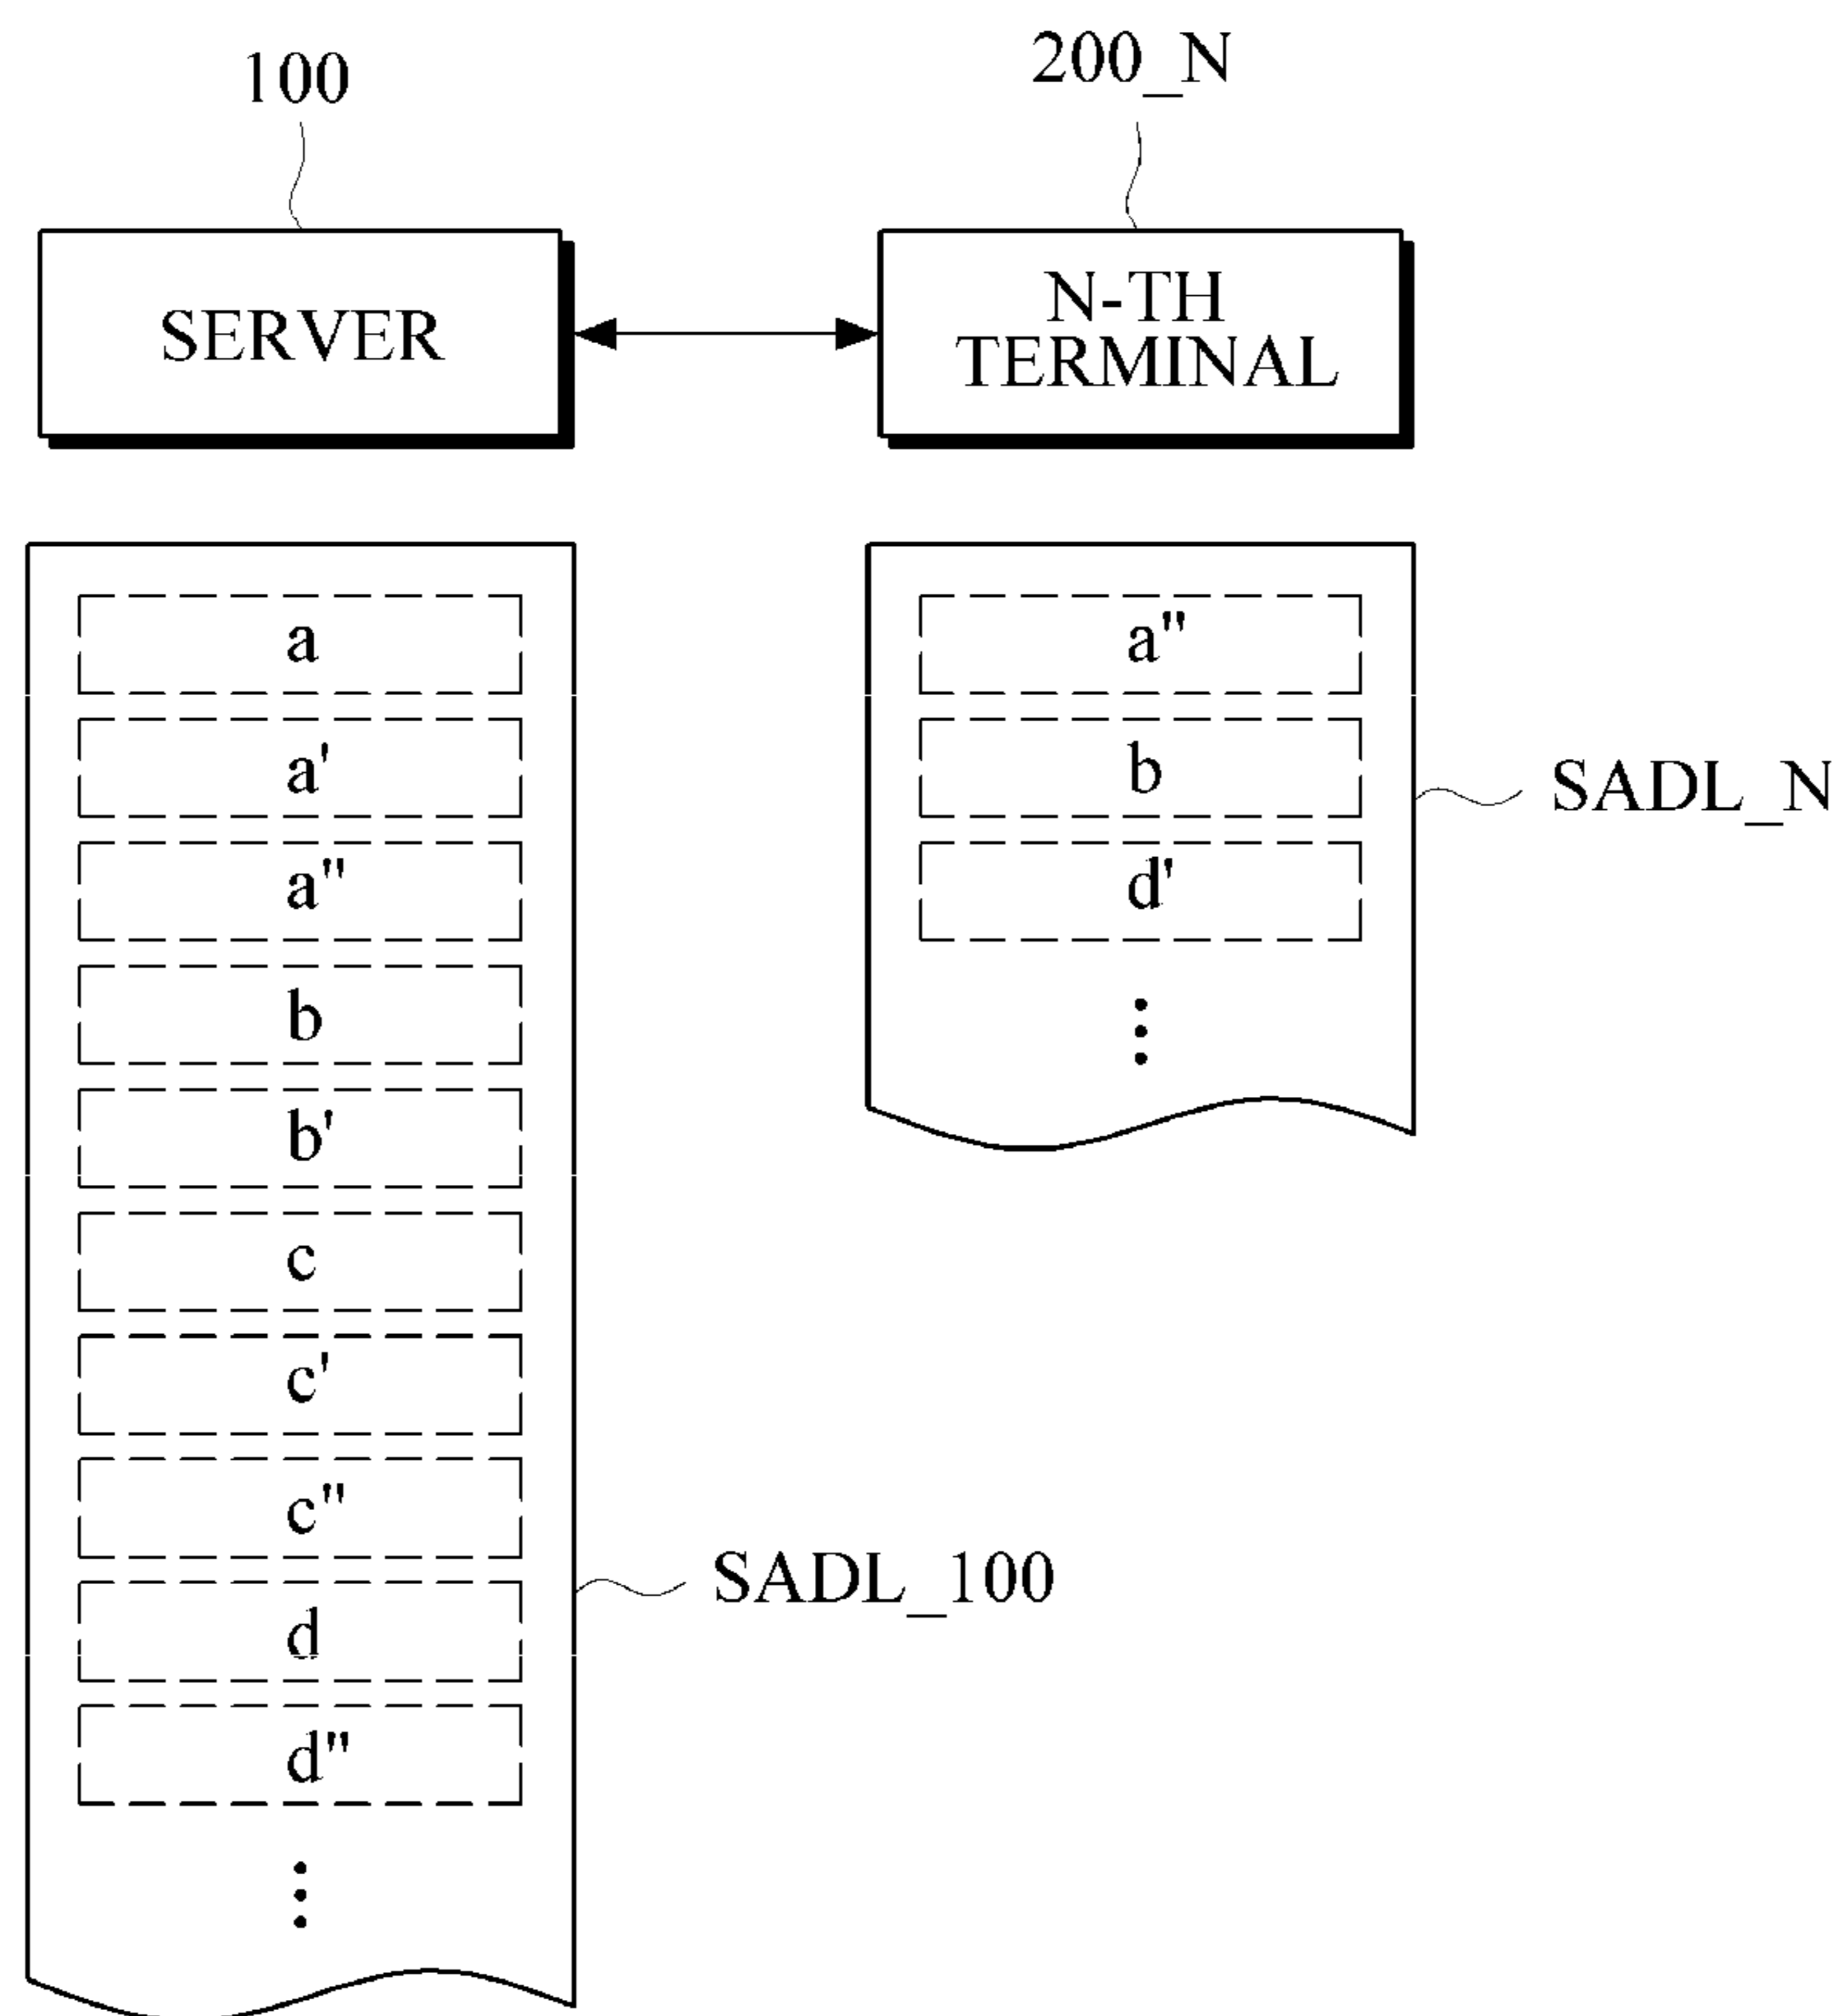 100
200_N
SERVER
N-TH
TERMINAL
a
a'
a"
b
b'
c
c'
c"
d
d"
SADL_100
a"
b
d'
SADL_N